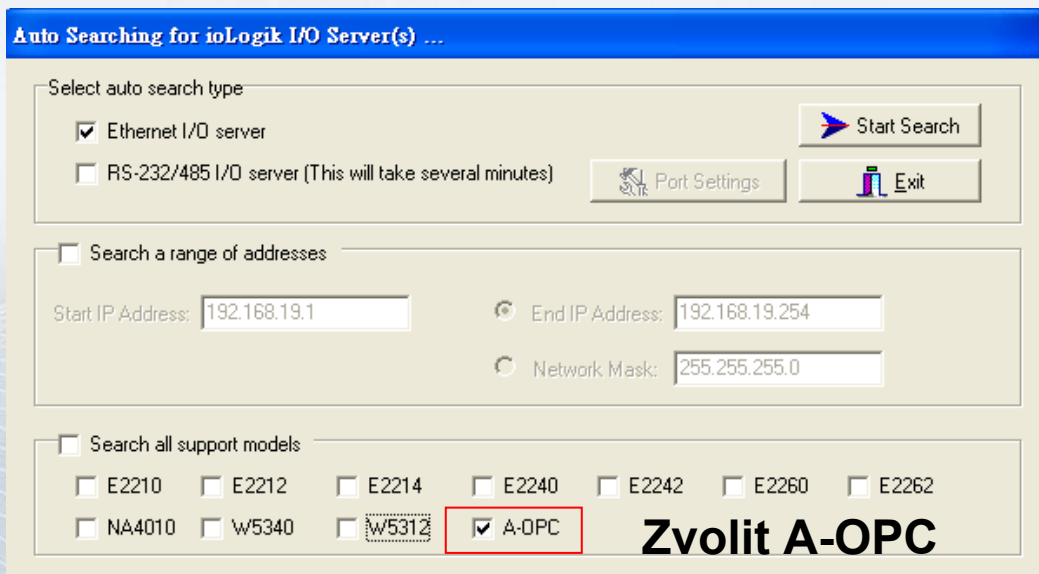 Auto Searching for ioLogik I/O Server(s) ...
Select auto search type
Ethernet I/O server
Start Search
RS-232/485 I/O server (This will take several minutes)
Port Settings
Exit
Search a range of addresses
Start IP Address: 192.168.19.1
End IP Address: 192.168.19.254
Network Mask: 255.255.255.0
Search all support models
E2210 E2212 E2214 E2240 E2242 E2260 E2262
NA4010 W5340 W5312 A-OPC
Zvolit A-OPC